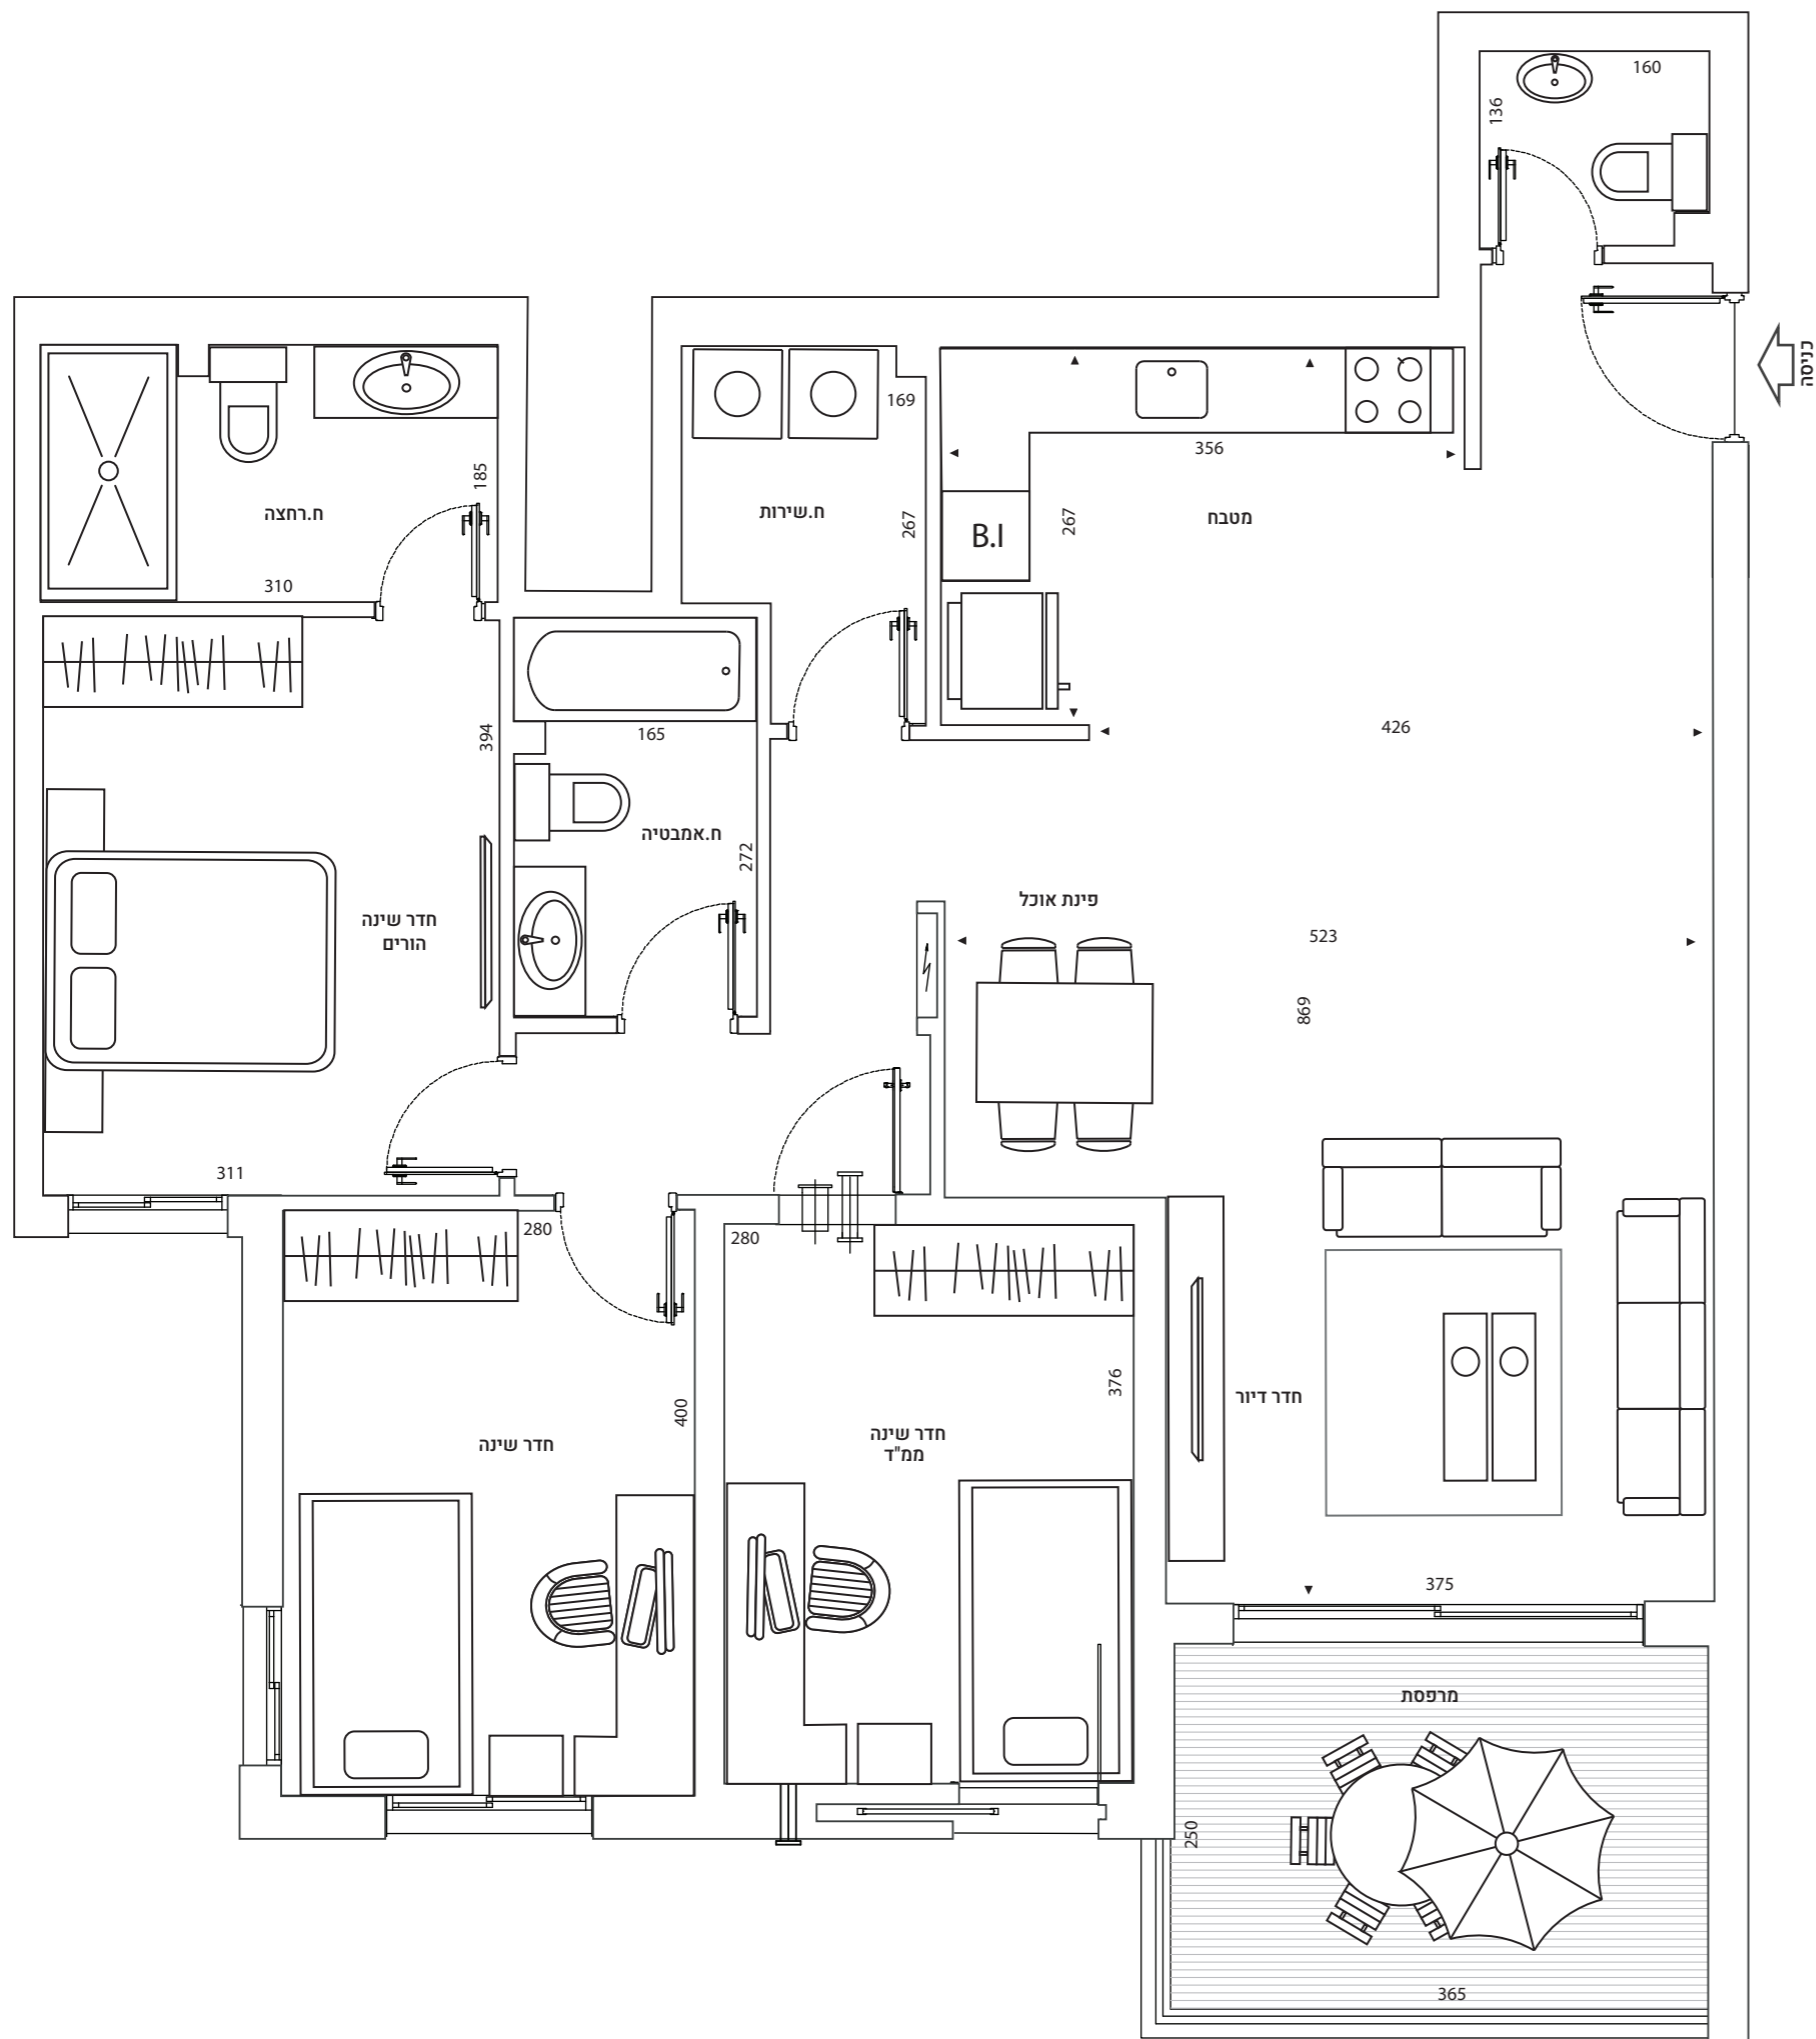 160
136
כניסה
169
356
185
ח.רחצה
ח.שירות
267
267
מטבח
B.I
310
394
165
426
ח.אמבטיה
272
פינת אוכל
חדר שינה
הורים
523
869
311
280
280
376
400
חדר דיור
חדר שינה
ממ"ד
חדר שינה
375
מרפסת
250
365